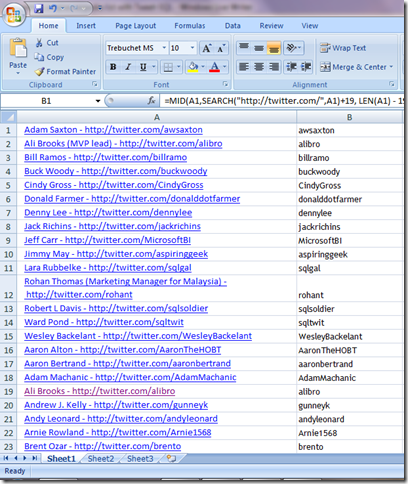 Home
Insert
Page Layout
Formulas
Data
Review
Cut
Copy
Format Painter
Paste
Clipboard
Trebuchet MS
10
A
A
B I U
A
Font
Wrap Text
Merge & Center
Alignment
B1
fx
=MID(A1,SEARCH("http://twitter.com/",A1)+19, LEN(A1) -
A B
1 Adam Saxton - http://twitter.com/awsaxton awsaxton
2 Ali Brooks (MVP lead) - http://twitter.com/alibro alibro
3 Bill Ramos - http://twitter.com/billramo billramo
4 Buck Woody - http://twitter.com/buckwoody buckwoody
5 Cindy Gross - http://twitter.com/CindyGross CindyGross
6 Donald Farmer - http://twitter.com/donalddotfarmer donalddotfarmer
7 Denny Lee - http://twitter.com/dennylee dennylee
8 Jack Richins - http://twitter.com/jackrichins jackrichins
9 Jeff Carr - http://twitter.com/MicrosoftBI MicrosoftBI
10 Jimmy May - http://twitter.com/aspiringgeek aspiringgeek
11 Lara Rubbelke - http://twitter.com/sqlgal sqlgal
Rohan Thomas (Marketing Manager for Malaysia) -
12 http://twitter.com/rohant rohant
13 Robert L Davis - http://twitter.com/sqlsoldier sqlsoldier
14 Ward Pond - http://twitter.com/sqltwit sqltwit
15 Wesley Backelant - http://twitter.com/WesleyBackelant WesleyBackelant
16 Aaron Alton - http://twitter.com/AaronTheHOBT AaronTheHOBT
17 Aaron Bertrand - http://twitter.com/aaronbertrand aaronbertrand
18 Adam Machanic - http://twitter.com/AdamMachanic AdamMachanic
19 Ali Brooks - http://twitter.com/alibro alibro
20 Andrew J. Kelly - http://twitter.com/gunneyk gunneyk
21 Andy Leonard - http://twitter.com/andyleonard andyleonard
22 Arnie Rowland - http://twitter.com/Arnie1568 Arnie1568
23 Brent Ozar - http://twitter.com/brento brento
Sheet1 Sheet2 Sheet3
Ready